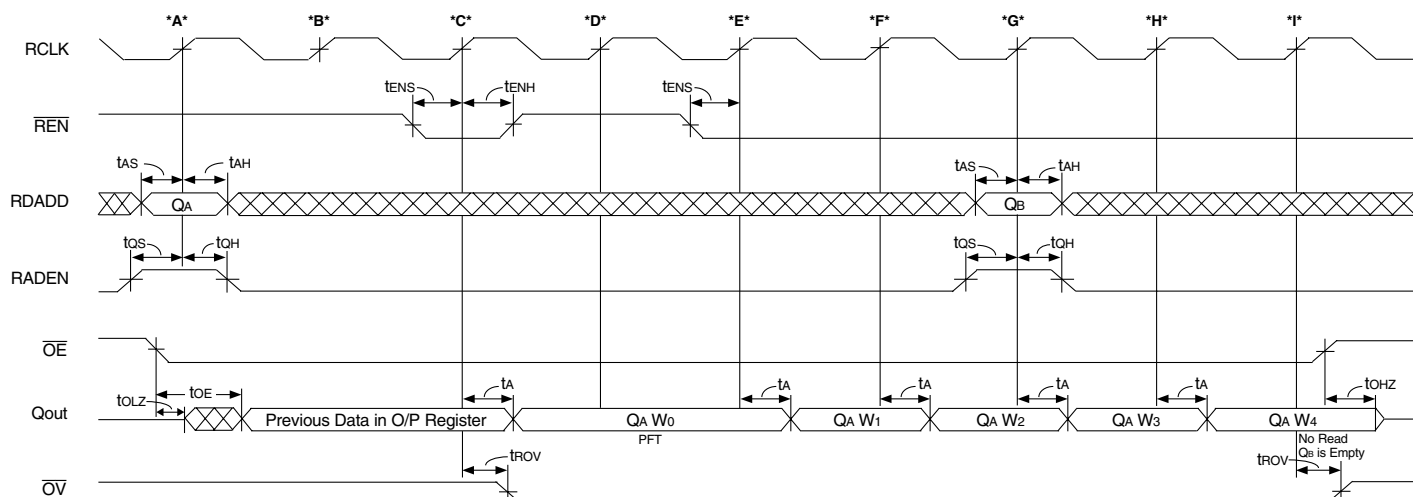 *A* *B* *C* *D* *E* *F* *G* *H* *I*
RCLK
tENS tENH tENS
REN
tAS tAH tAS tAH
RDADD QA QB
tQS tQH tQS tQH
RADEN
OE
tOLZ tOE tA tA tA tA tA tOHZ
Qout Previous Data in O/P Register QA W0 QA W1 QA W2 QA W3 QA W4
PFT No Read
QB is Empty
tROV tROV
OV